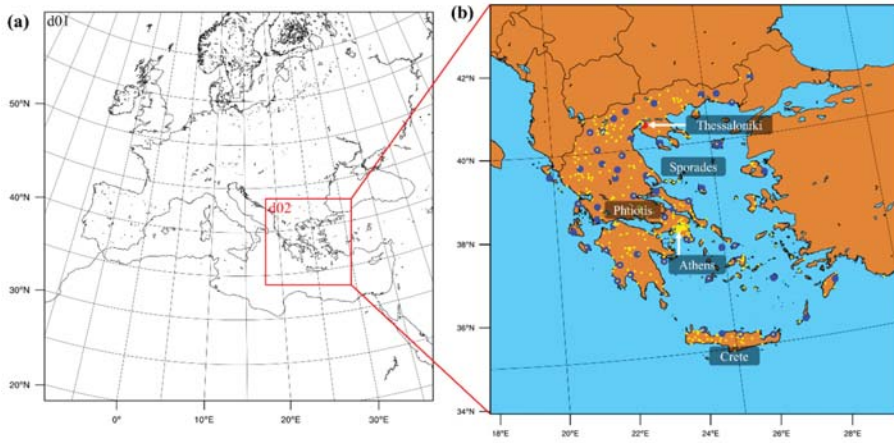 (a)
d01
50°N
40°N
30°N
20°N
0°
10°E
20°E
30°E
d02
(b)
42°N
40°N
38°N
36°N
34°N
18°E
20°E
22°E
24°E
26°E
28°E
Thessaloniki
Sporades
Phtiotis
Athens
Crete